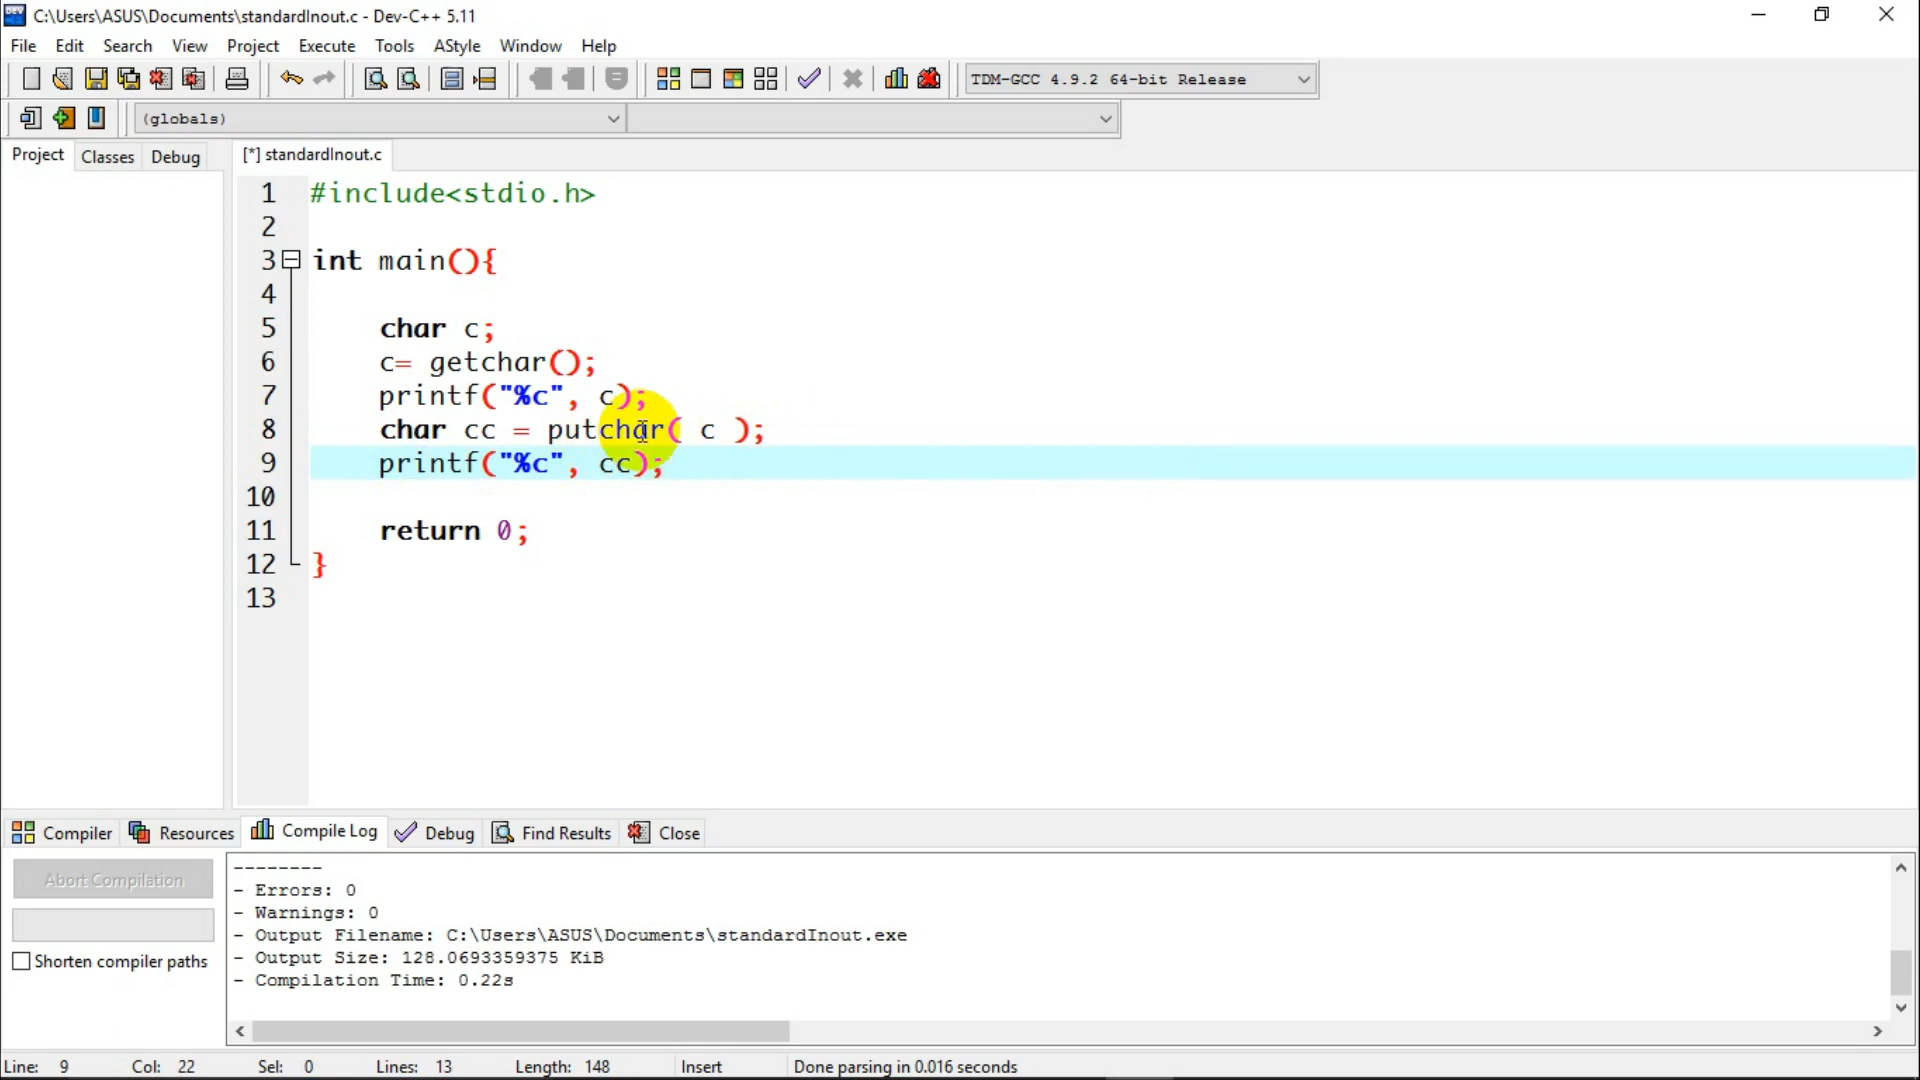 C:\Users\ASUS\Documents\standardInout.c - Dev-C++ 5.11
File Edit Search View Project Execute Tools AStyle Window Help
TDM-GCC 4.9.2 64-bit Release
(globals)
Project Classes Debug [*] standardInout.c
1 #include<stdio.h>
2
3 int main(){
4
5 char c;
6 c= getchar();
7 printf("%c", c);
8 char cc = putchar( c );
9 printf("%c", cc);
10
11 return 0;
12 }
13
Compiler Resources Compile Log Debug Find Results Close
Abort Compilation
Shorten compiler paths
--------
- Errors: 0
- Warnings: 0
- Output Filename: C:\Users\ASUS\Documents\standardInout.exe
- Output Size: 128.0693359375 KiB
- Compilation Time: 0.22s
Line: 9 Col: 22 Sel: 0 Lines: 13 Length: 148 Insert Done parsing in 0.016 seconds